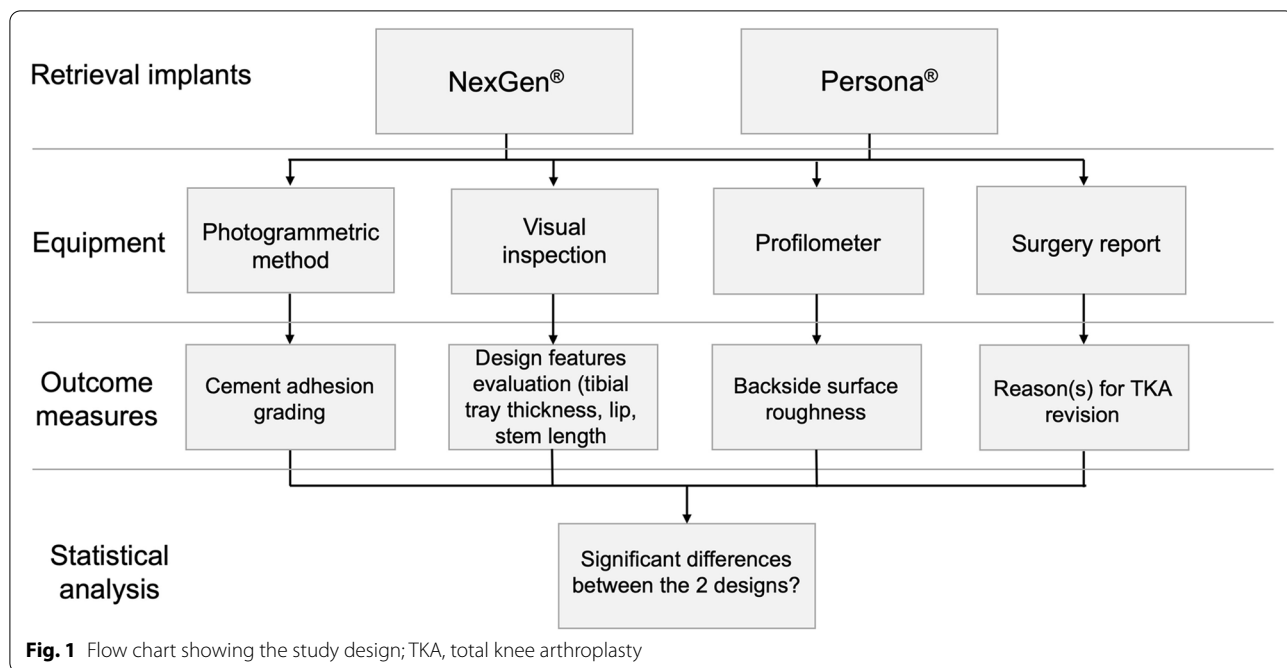 Retrieval implants
NexGen®
Persona®
Equipment
Photogrammetric
method
Visual
inspection
Profilometer
Surgery report
Outcome
measures
Cement adhesion
grading
Design features
evaluation (tibial
tray thickness, lip,
stem length
Backside surface
roughness
Reason(s) for TKA
revision
Statistical
analysis
Significant differences
between the 2 designs?
Fig. 1 Flow chart showing the study design; TKA, total knee arthroplasty